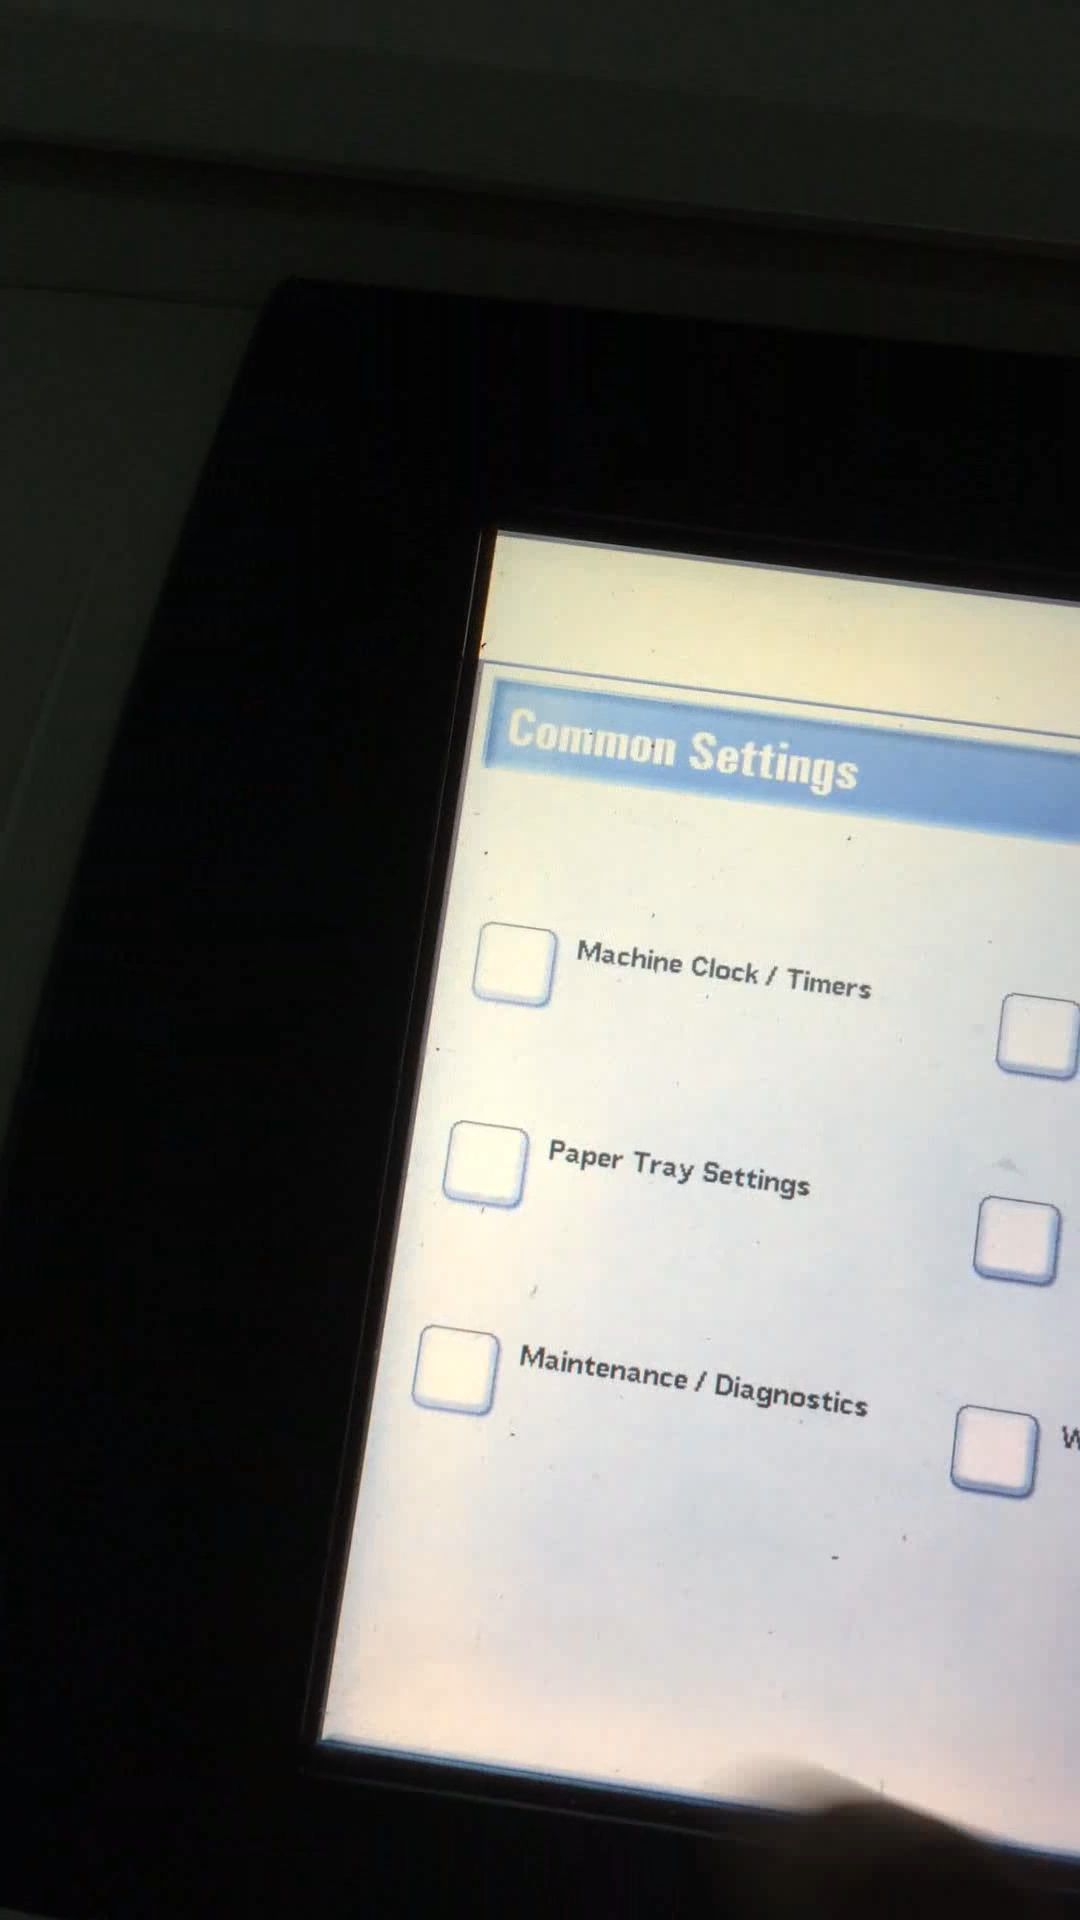 Common Settings
Machine Clock / Timers
Paper Tray Settings
Maintenance / Diagnostics